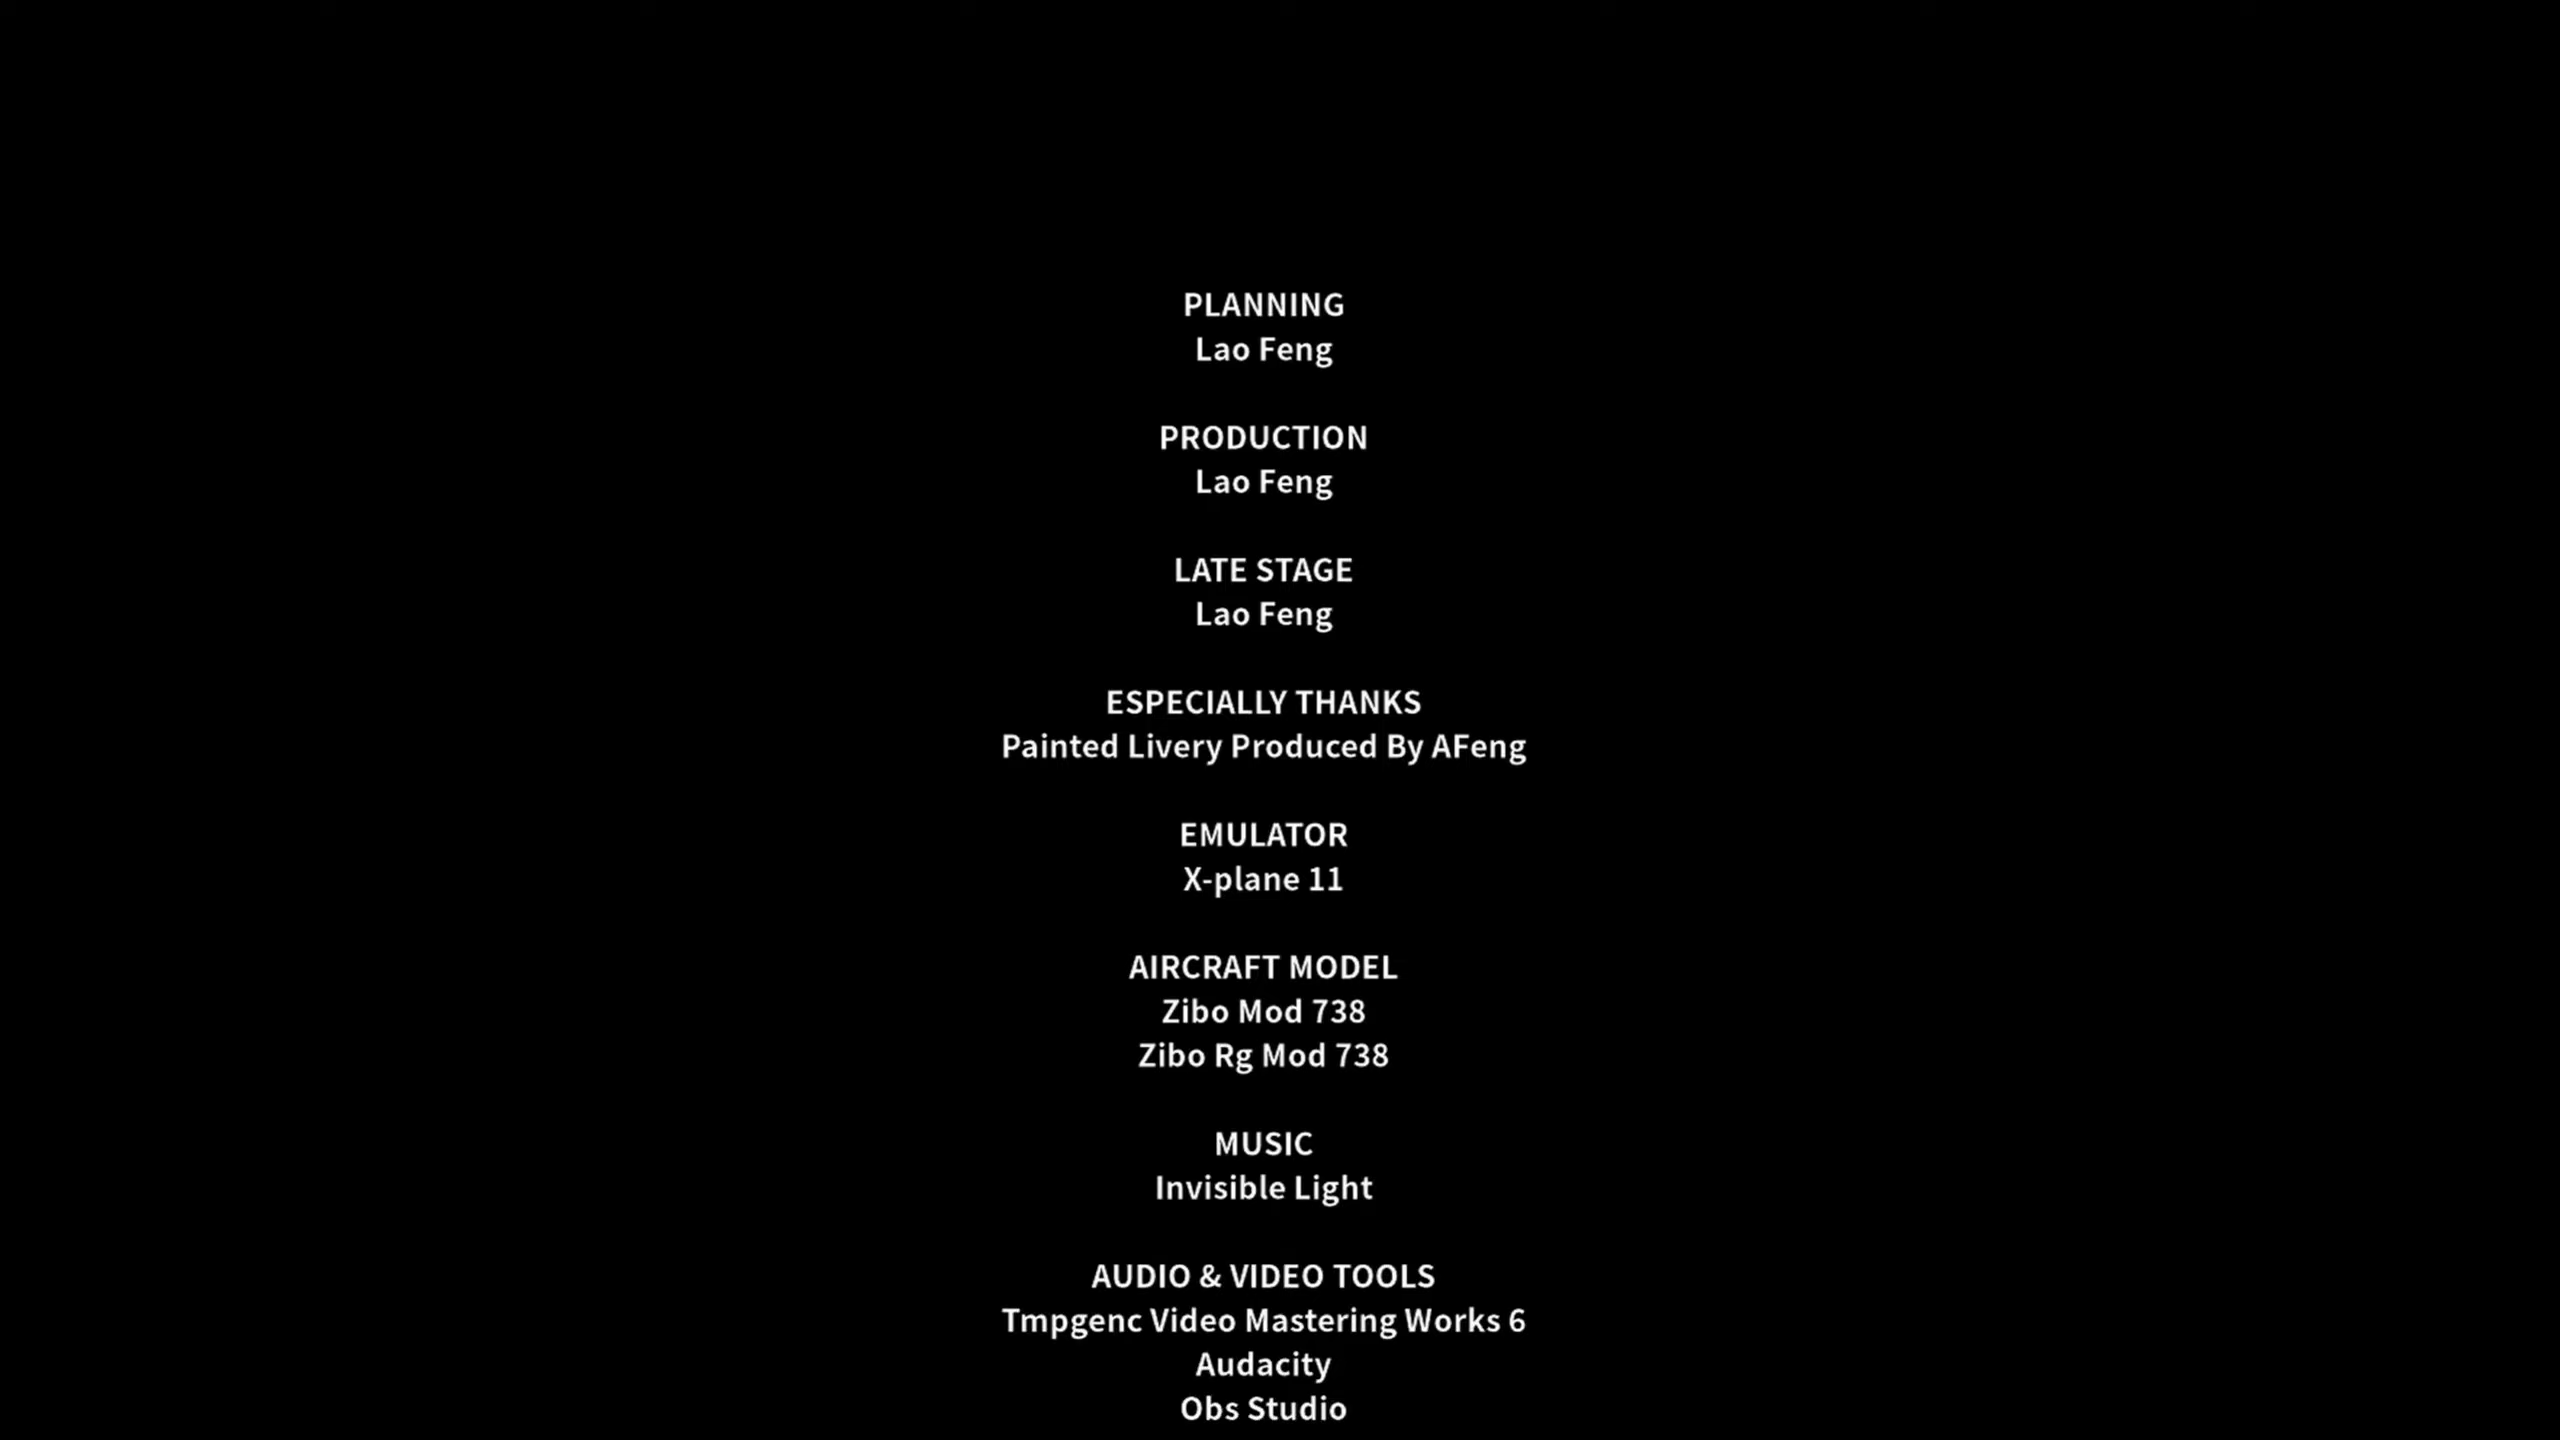 PLANNING
Lao Feng
PRODUCTION
Lao Feng
LATE STAGE
Lao Feng
ESPECIALLY THANKS
Painted Livery Produced By AFeng
EMULATOR
X-plane 11
AIRCRAFT MODEL
Zibo Mod 738
Zibo Rg Mod 738
MUSIC
Invisible Light
AUDIO & VIDEO TOOLS
Tmpgenc Video Mastering Works 6
Audacity
Obs Studio